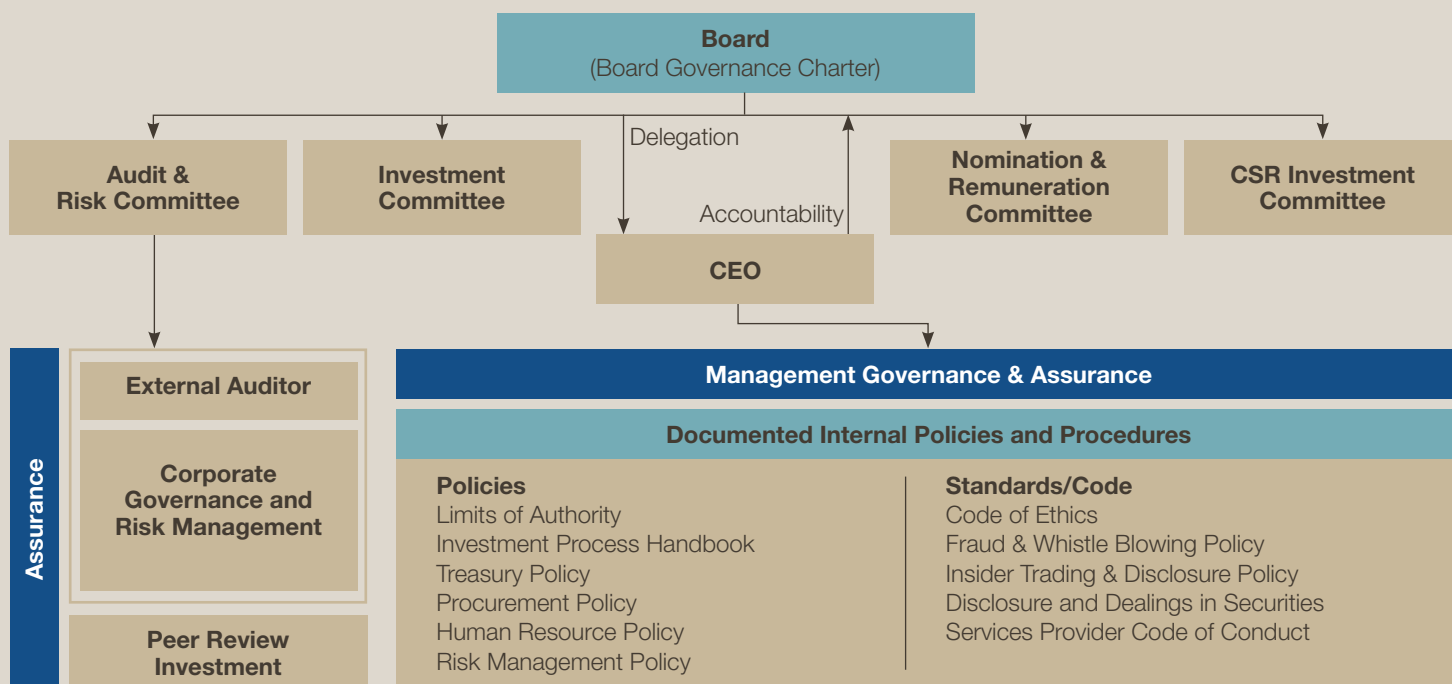 Board
(Board Governance Charter)
Delegation
Audit &
Risk Committee
Investment
Committee
Nomination &
Remuneration
Committee
CSR Investment
Committee
Accountability
CEO
Assurance
External Auditor
Corporate
Governance and
Risk Management
Peer Review
Investment
Management Governance & Assurance
Documented Internal Policies and Procedures
Policies
Limits of Authority
Investment Process Handbook
Treasury Policy
Procurement Policy
Human Resource Policy
Risk Management Policy
Standards/Code
Code of Ethics
Fraud & Whistle Blowing Policy
Insider Trading & Disclosure Policy
Disclosure and Dealings in Securities
Services Provider Code of Conduct